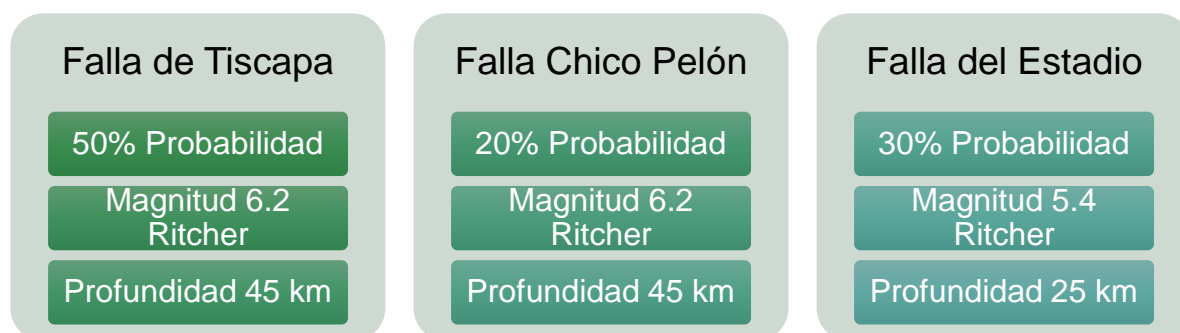 Falla de Tiscapa
50% Probabilidad
Magnitud 6.2
Ritcher
Profundidad 45 km
Falla Chico Pelón
20% Probabilidad
Magnitud 6.2
Ritcher
Profundidad 45 km
Falla del Estadio
30% Probabilidad
Magnitud 5.4
Ritcher
Profundidad 25 km